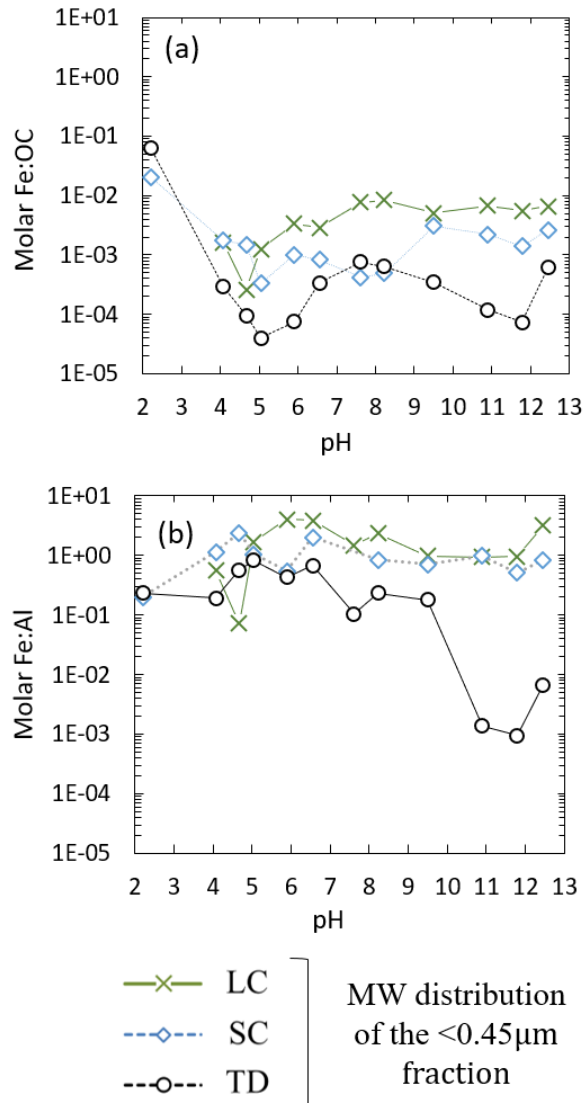 1E+01
(a)
1E+00
1E-01
1E-02
1E-03
1E-04
1E-05
Molar Fe:OC
2 3 4 5 6 7 8 9 10 11 12 13
pH
1E+01
(b)
1E+00
1E-01
1E-02
1E-03
1E-04
1E-05
Molar Fe:Al
2 3 4 5 6 7 8 9 10 11 12 13
pH
LC
SC
TD
MW distribution
of the <0.45μm
fraction